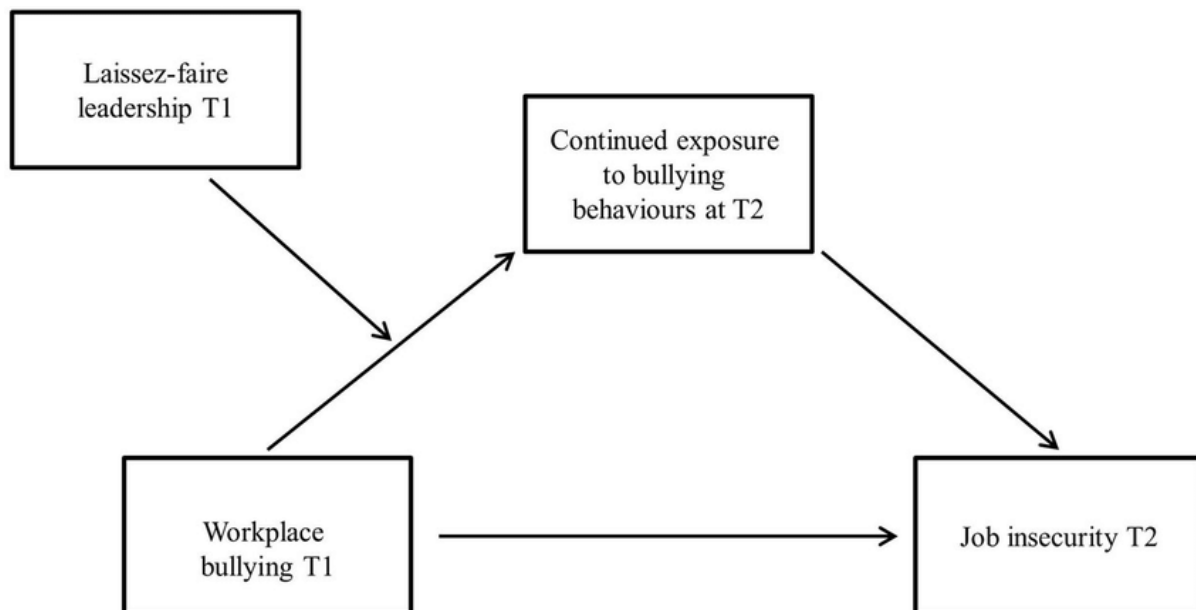 Laissez-faire
leadership T1
Continued exposure
to bullying
behaviours at T2
Workplace
bullying T1
Job insecurity T2